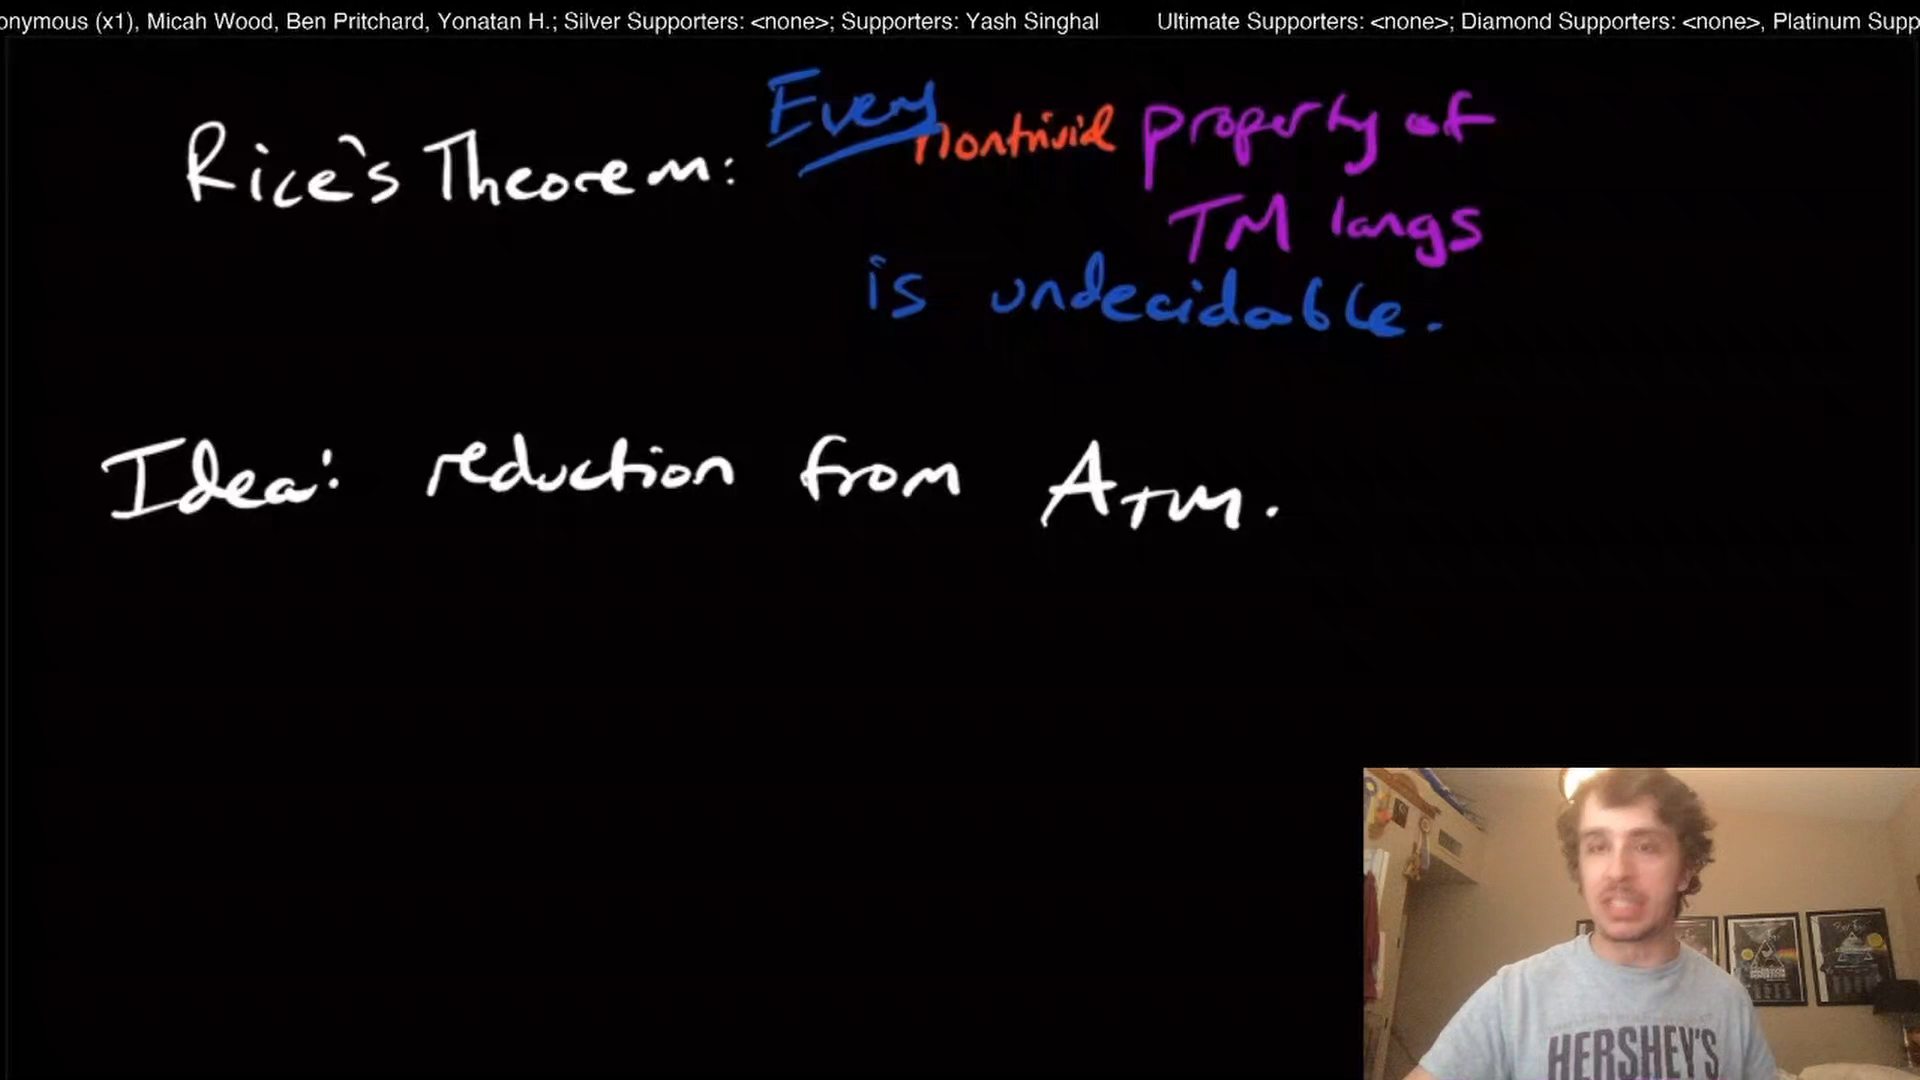 onymous (x1), Micah Wood, Ben Pritchard, Yonatan H.; Silver Supporters: <none>; Supporters: Yash Singhal Ultimate Supporters: <none>; Diamond Supporters: <none>, Platinum Supp
Rice's Theorem: Every nontrivial property of
TM langs
is undecidable.
Idea: reduction from ATM.
HERSHEY'S